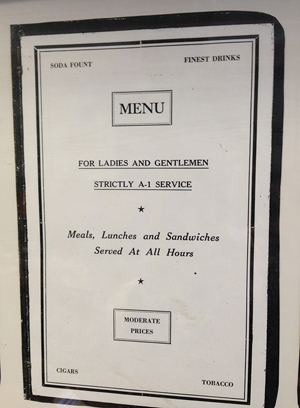 SODA FOUNT
FINEST DRINKS
MENU
FOR LADIES AND GENTLEMEN
STRICTLY A-1 SERVICE
Meals, Lunches and Sandwiches
Served At All Hours
MODERATE
PRICES
CIGARS
TOBACCO